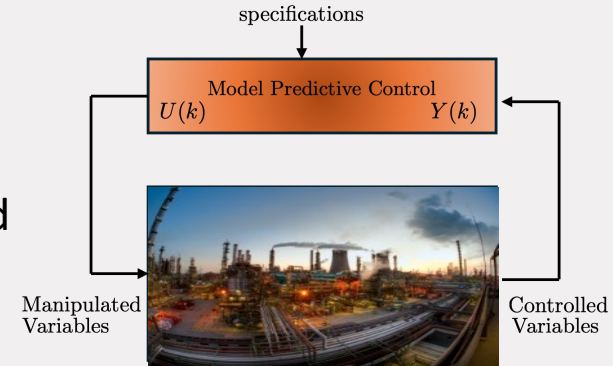 specifications
Model Predictive Control
U(k)
Y(k)
d
Manipulated
Variables
Controlled
Variables